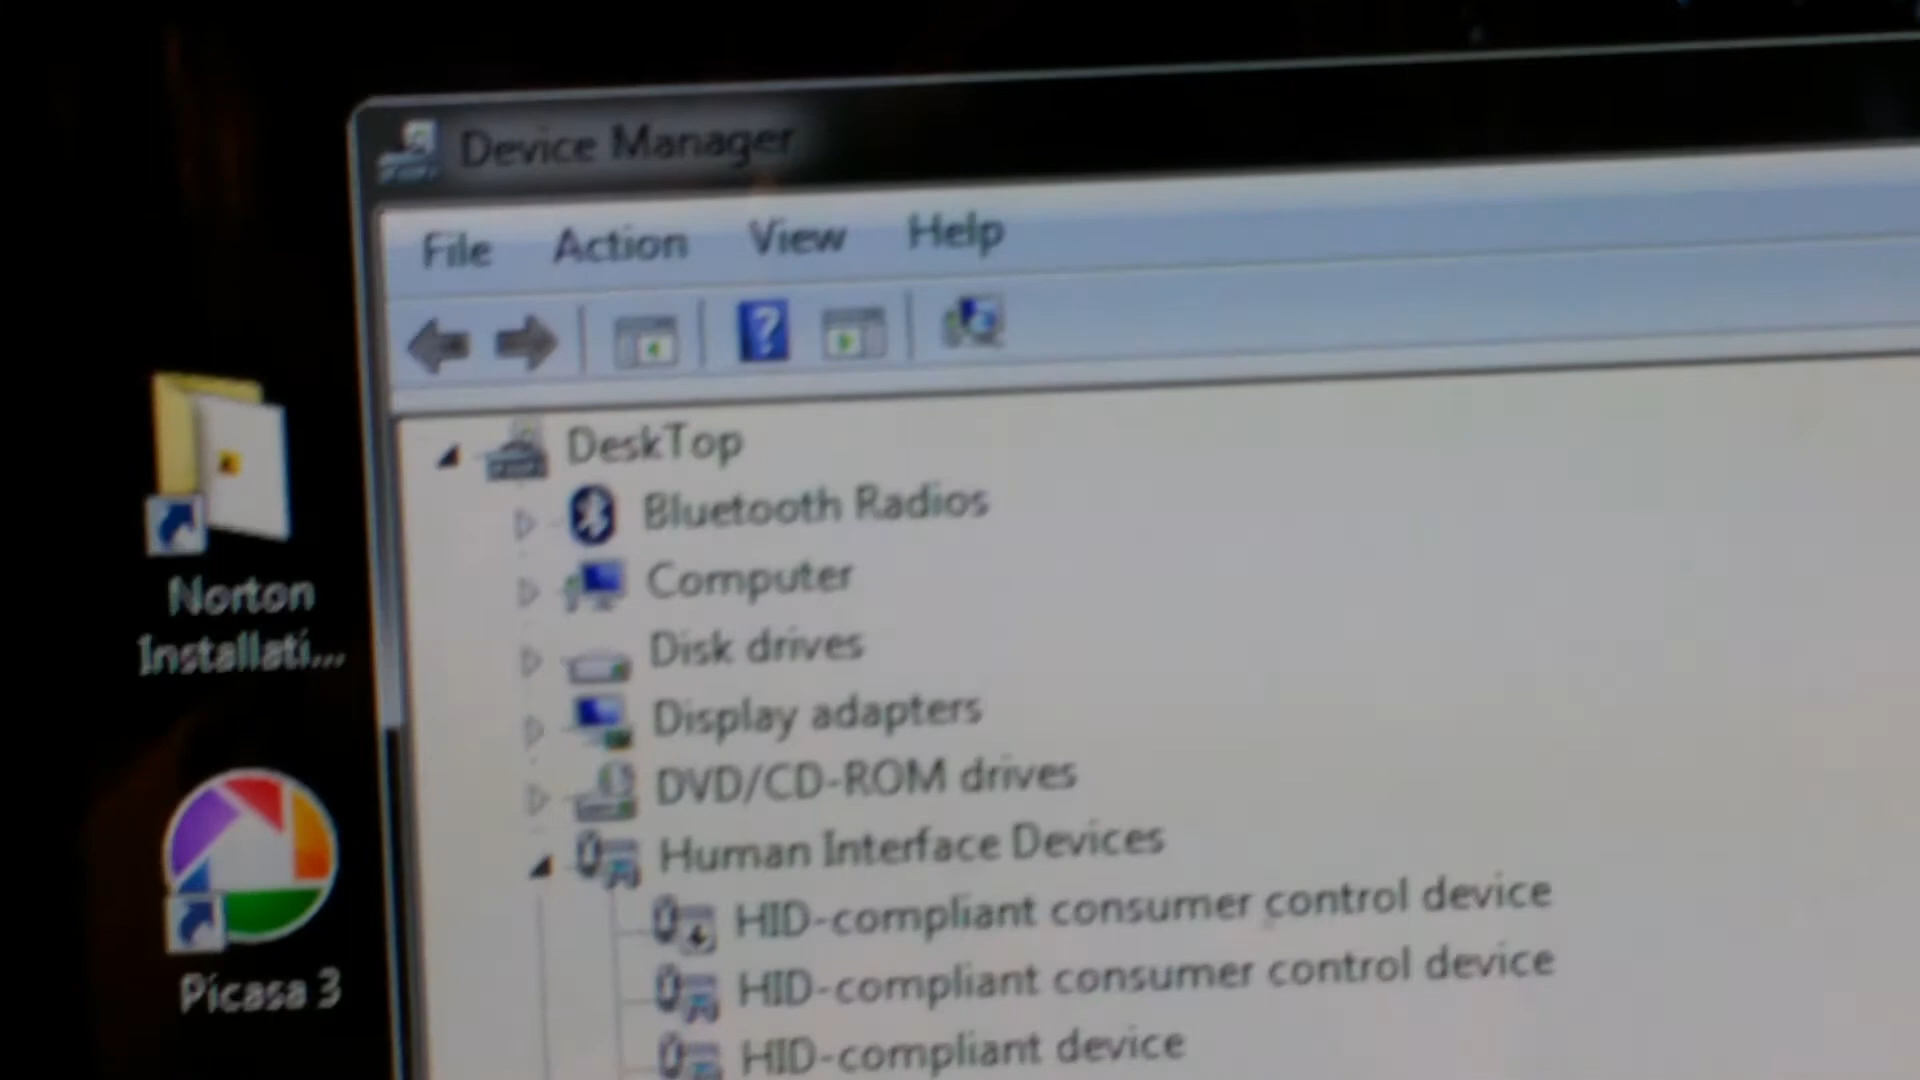 Device Manager
File Action View Help
DeskTop
Bluetooth Radios
Computer
Disk drives
Display adapters
DVD/CD-ROM drives
Human Interface Devices
HID-compliant consumer control device
HID-compliant consumer control device
HID-compliant device
Norton
Installati...
Picasa 3